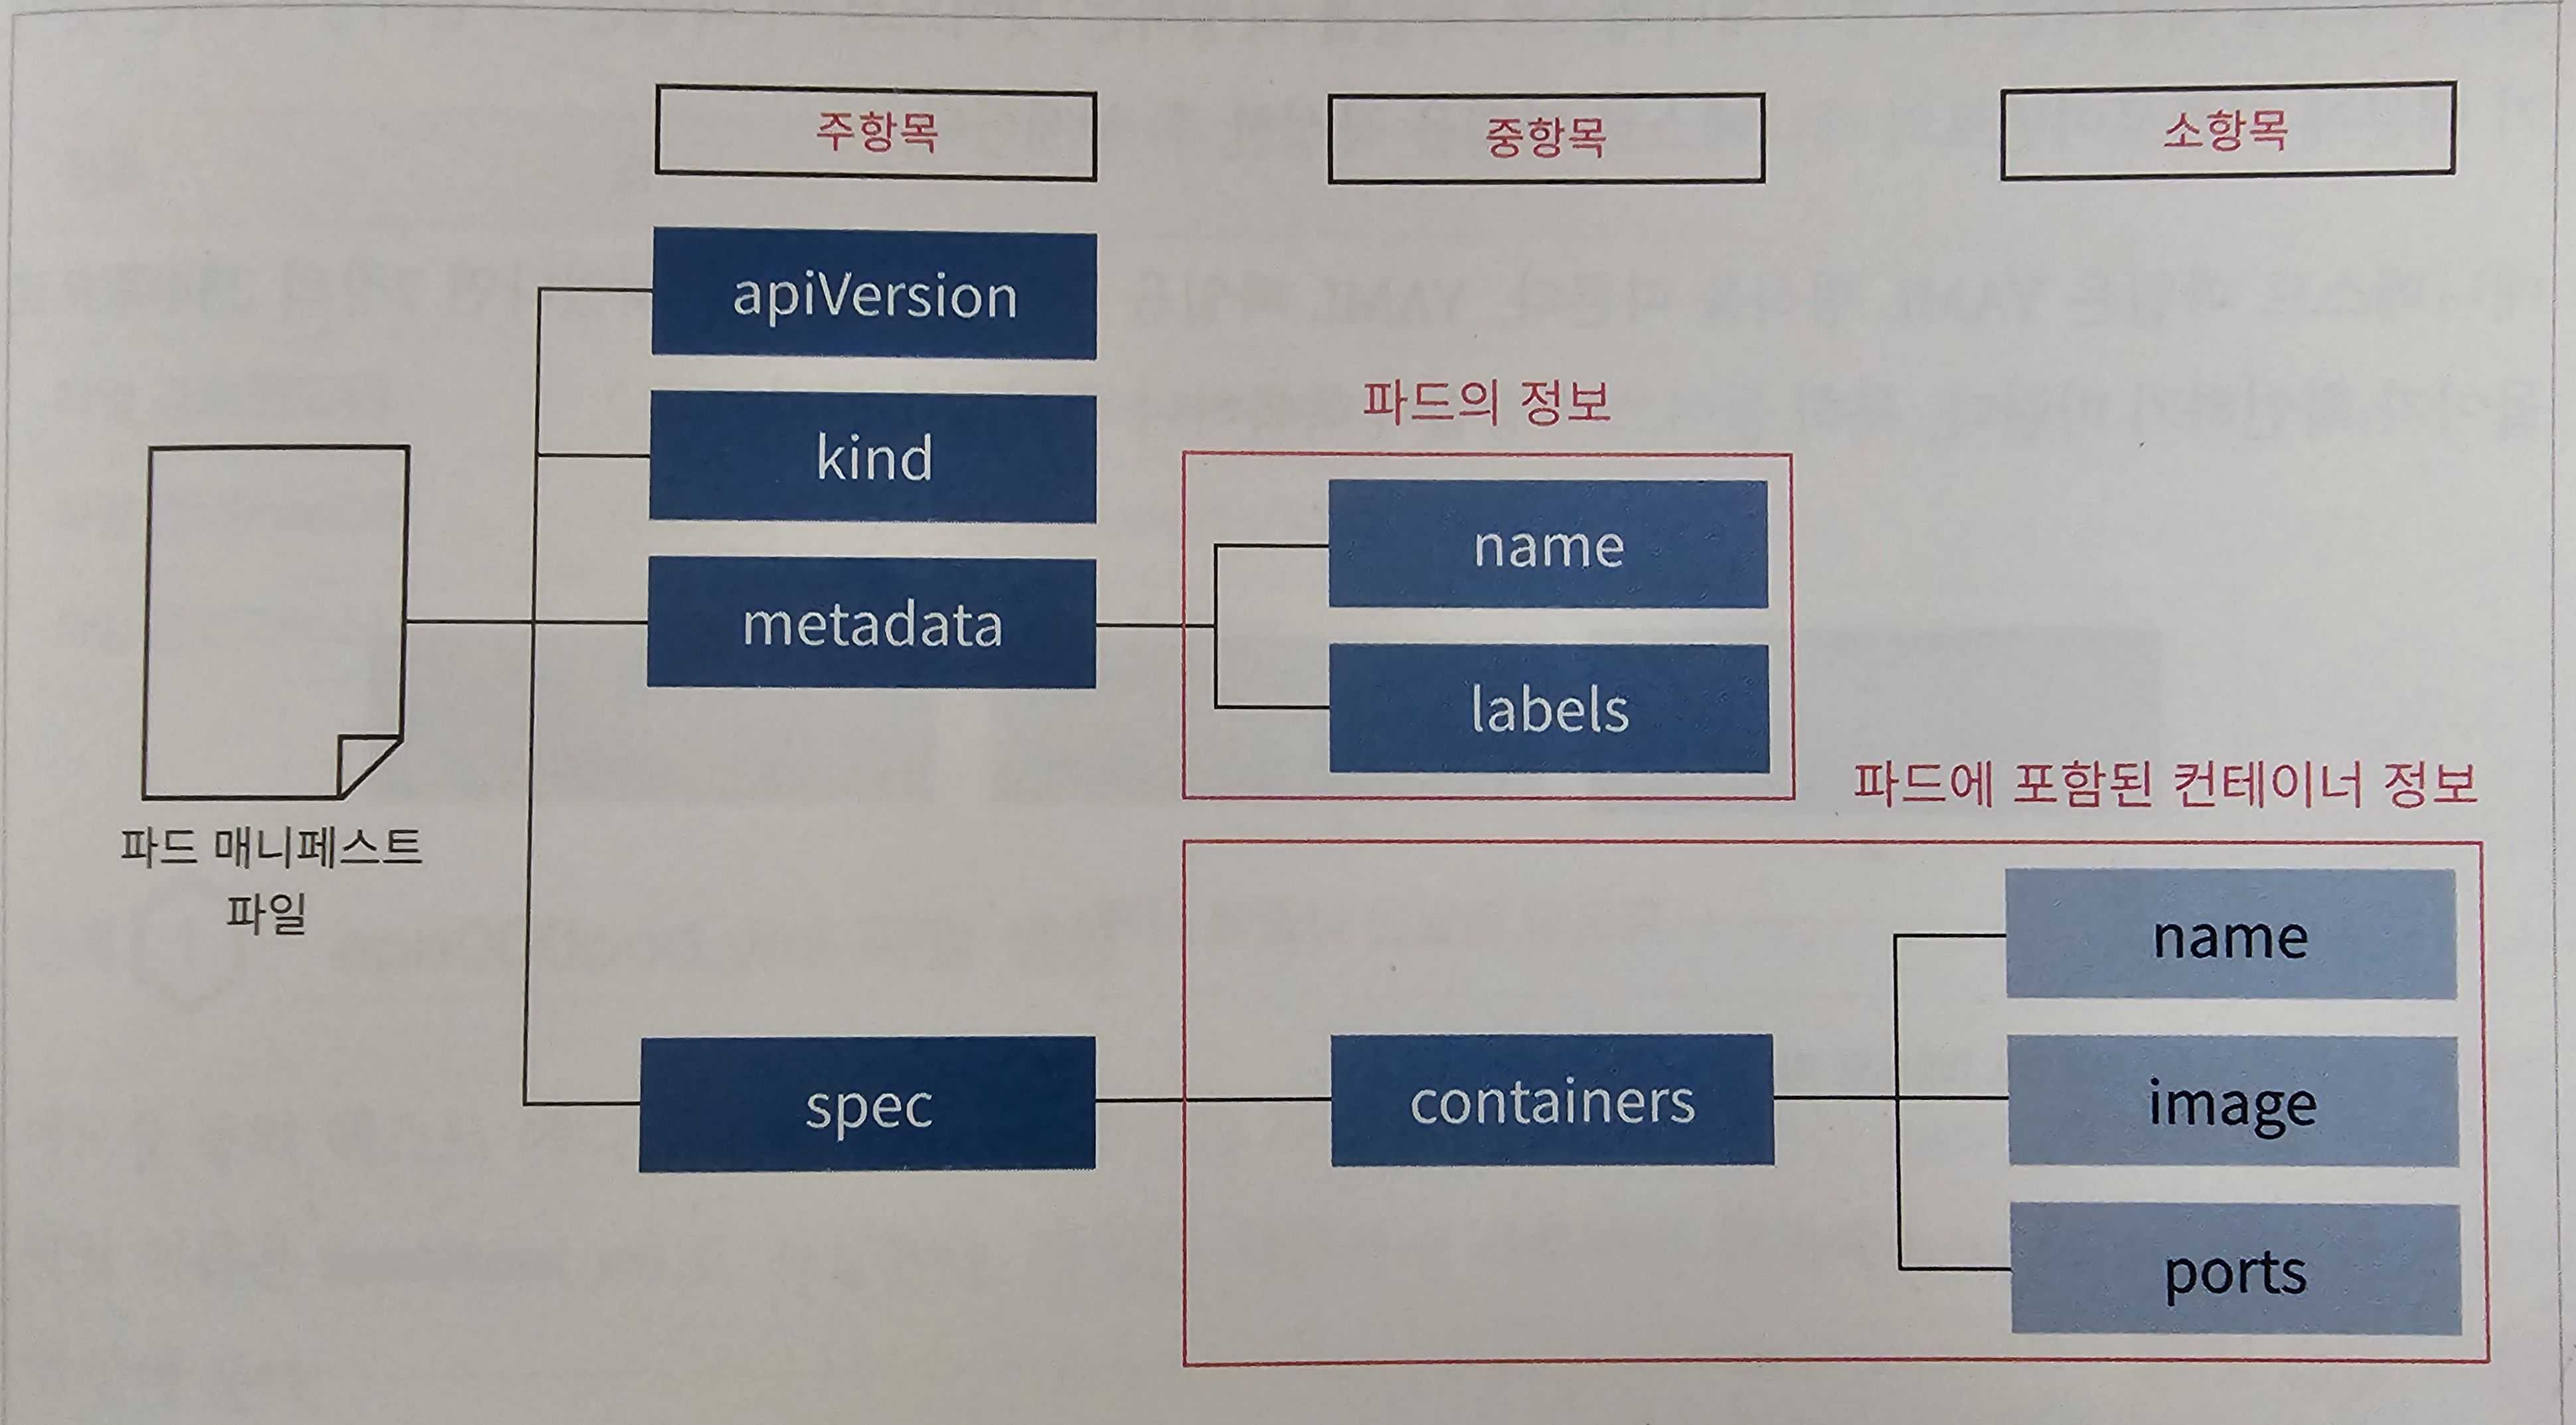 주항목
중항목
소항목
apiVersion
kind
파드의 정보
name
metadata
labels
파드에 포함된 컨테이너 정보
파드 매니페스트
파일
name
spec
containers
image
ports